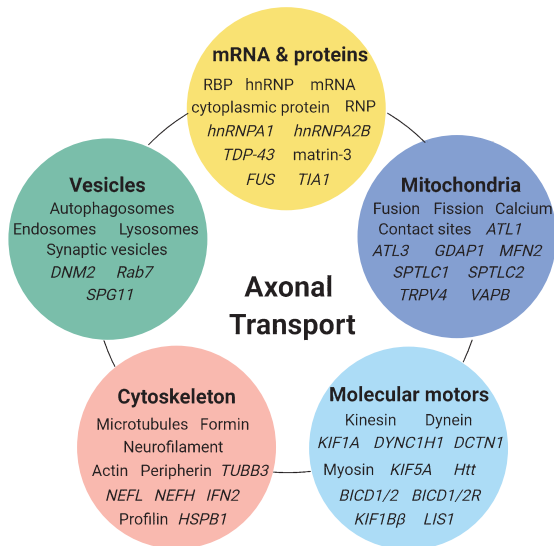 mRNA & proteins
RBP hnRNP mRNA
cytoplasmic protein RNP
hnRNPA1 hnRNPA2B
TDP-43 matrin-3
FUS TIA1
Vesicles
Autophagosomes
Endosomes Lysosomes
Synaptic vesicles
DNM2 Rab7
SPG11
Mitochondria
Fusion Fission Calcium
Contact sites ATL1
ATL3 GDAP1 MFN2
SPTLC1 SPTLC2
TRPV4 VAPB
Axonal
Transport
Cytoskeleton
Microtubules Formin
Neurofilament
Actin Peripherin TUBB3
NEFL NEFH IFN2
Profilin HSPB1
Molecular motors
Kinesin Dynein
KIF1A DYNC1H1 DCTN1
Myosin KIF5A Htt
BICD1/2 BICD1/2R
KIF1Bβ LIS1